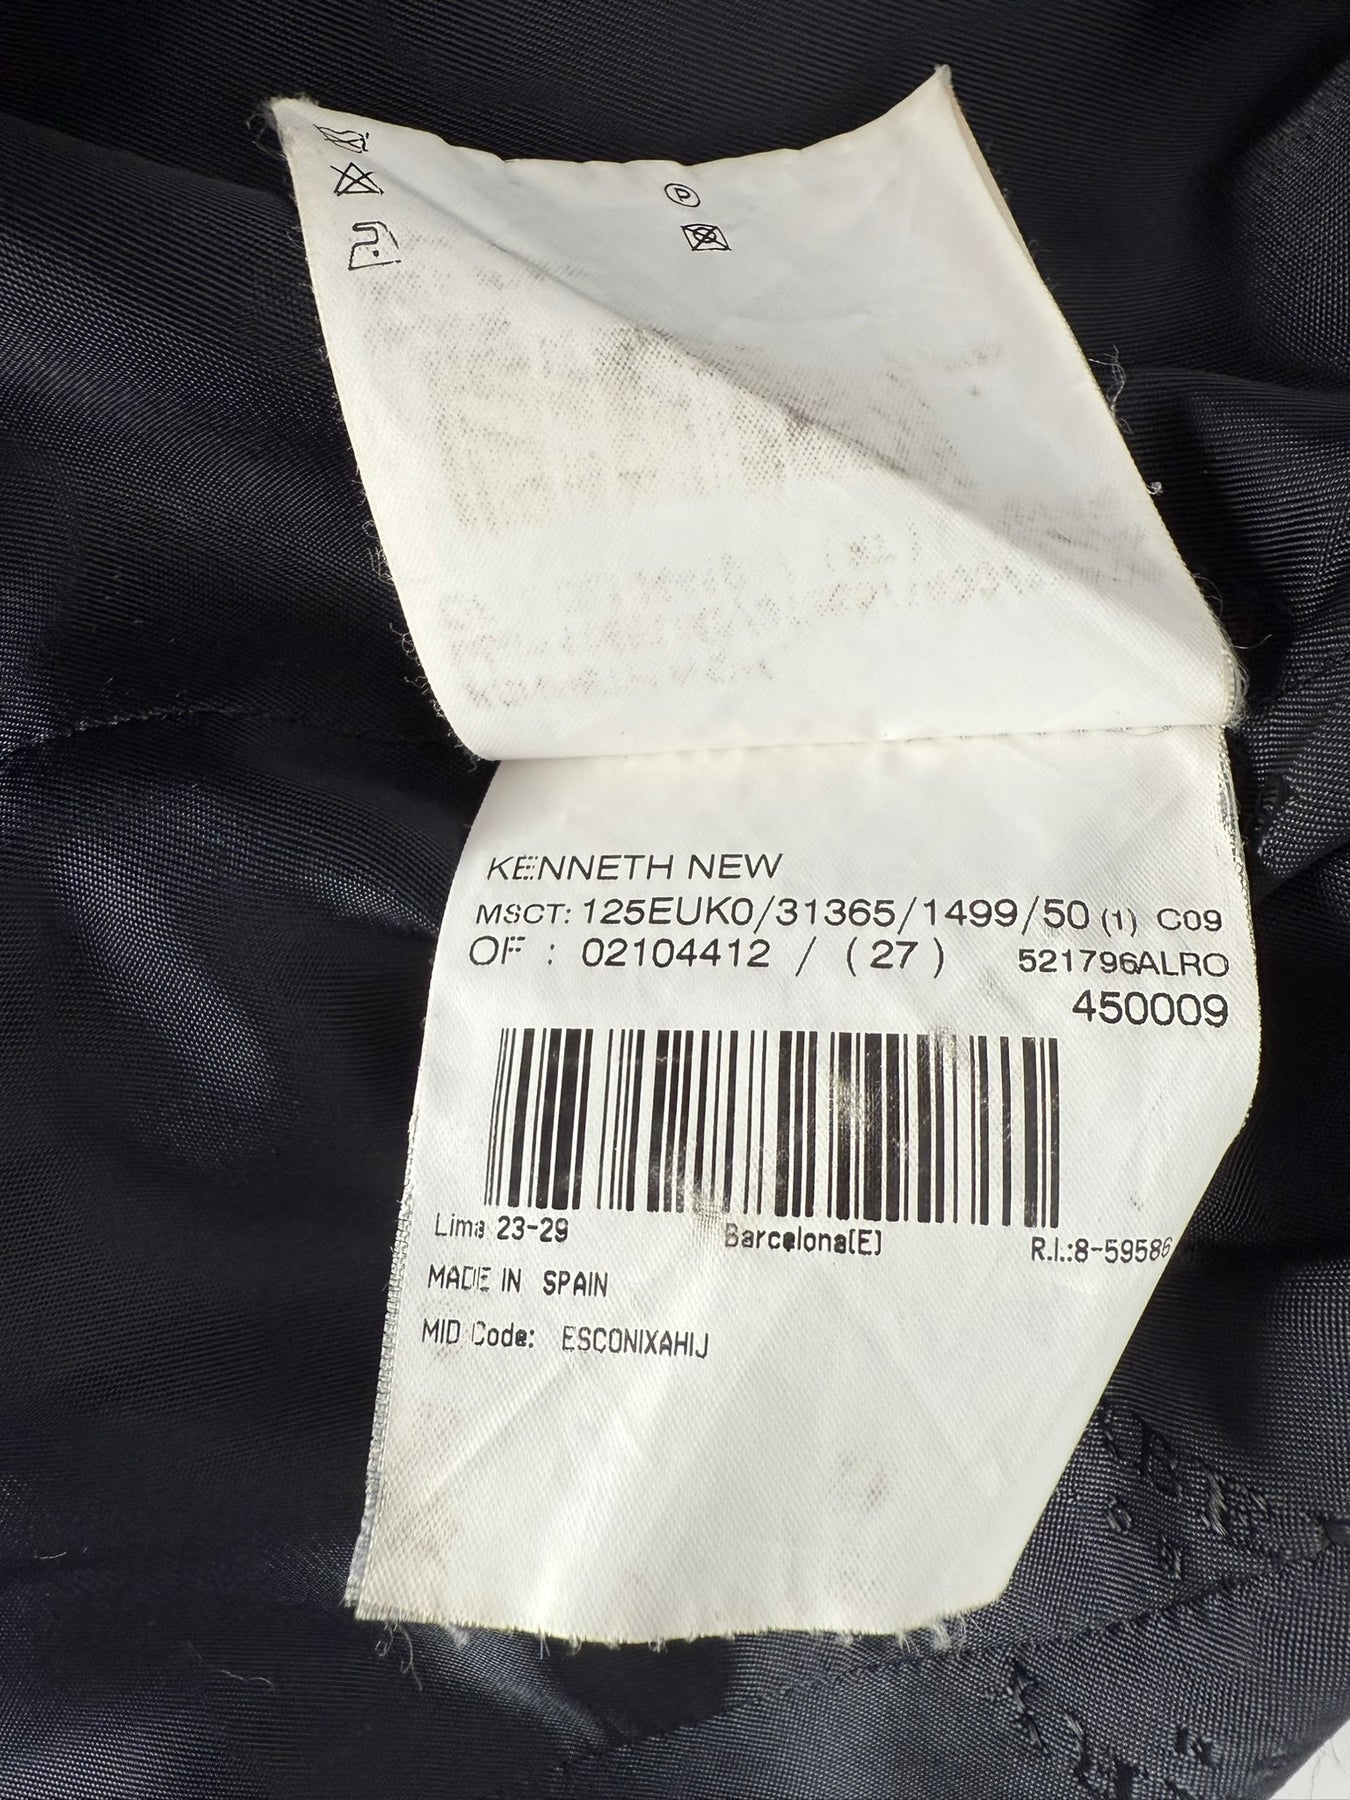 P
KENNETH NEW
MSCT: 125EUK0/31365/1499/50 (1) C09
OF : 02104412 / (27) 521796ALRO
450009
Lima 23-29 Barcelona(E) R.I.:8-59586
MADE IN SPAIN
MID Code: ESCONIXAHIJ